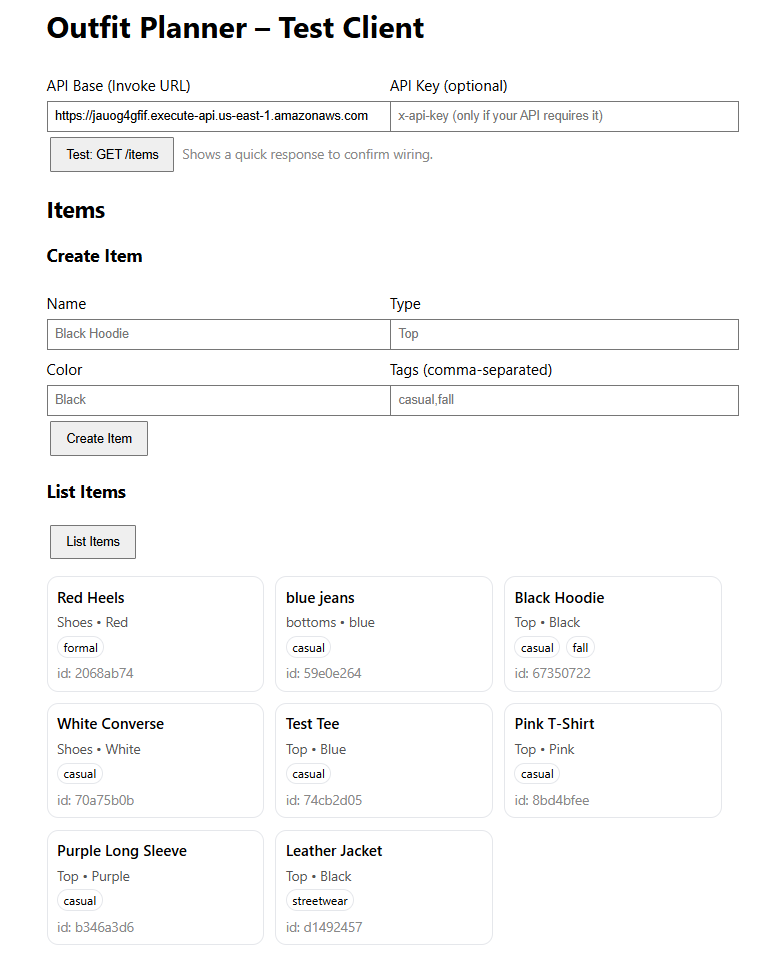 Outfit Planner – Test Client
API Base (Invoke URL) API Key (optional)
https://jauog4gfif.execute-api.us-east-1.amazonaws.com x-api-key (only if your API requires it)
Test: GET /items Shows a quick response to confirm wiring.
Items
Create Item
Name Type
Black Hoodie Top
Color Tags (comma-separated)
Black casual,fall
Create Item
List Items
List Items
Red Heels blue jeans Black Hoodie
Shoes • Red bottoms • blue Top • Black
formal casual casual fall
id: 2068ab74 id: 59e0e264 id: 67350722
White Converse Test Tee Pink T-Shirt
Shoes • White Top • Blue Top • Pink
casual casual casual
id: 70a75b0b id: 74cb2d05 id: 8bd4bfee
Purple Long Sleeve Leather Jacket
Top • Purple Top • Black
casual streetwear
id: b346a3d6 id: d1492457